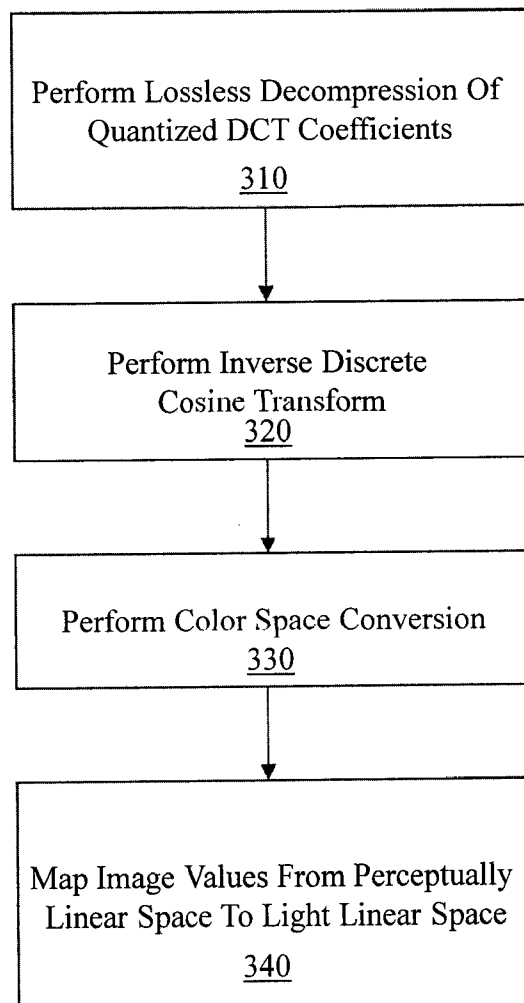 Perform Lossless Decompression Of
Quantized DCT Coefficients
310
Perform Inverse Discrete
Cosine Transform
320
Perform Color Space Conversion
330
Map Image Values From Perceptually
Linear Space To Light Linear Space
340